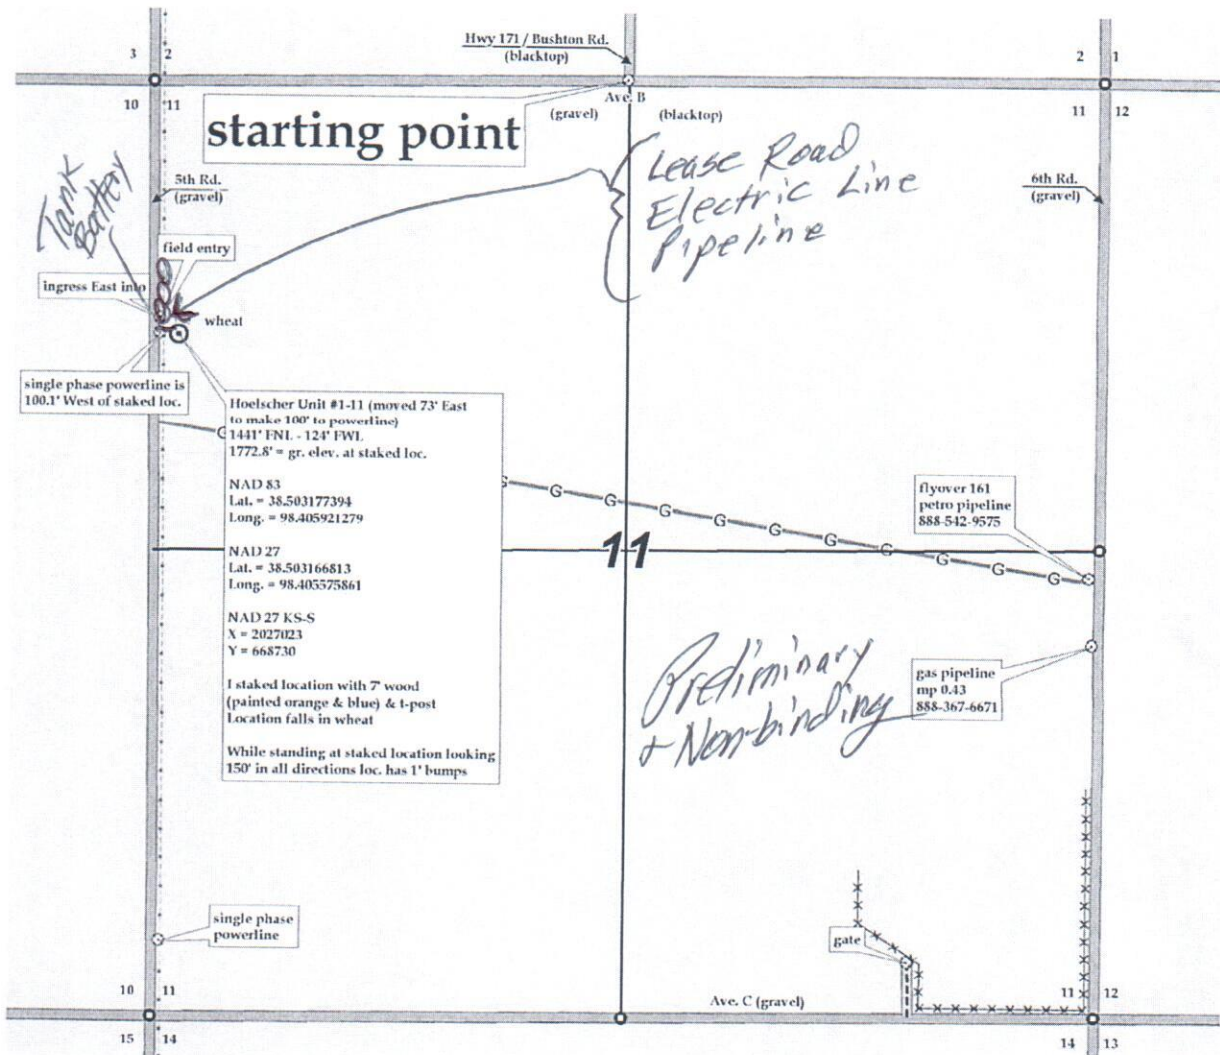 Hwy 171 / Bushton Rd.
(blacktop)
3
2
2
1
10
11
Ave. B
11
12
starting point
(gravel)
(blacktop)
Lease Road
Electric Line
Pipeline
Tank
Battery
5th Rd.
(gravel)
6th Rd.
(gravel)
field entry
ingress East into
wheat
single phase powerline is
100.1' West of staked loc.
Hoelscher Unit #1-11 (moved 73' East
to make 100' to powerline)
1441' FNL - 124' FWL
1772.8' = gr. elev. at staked loc.
NAD 83
Lat. = 38.503177394
Long. = 98.405921279
NAD 27
Lat. = 38.503166813
Long. = 98.405575861
NAD 27 KS-S
X = 2027023
Y = 668730
I staked location with 7' wood
(painted orange & blue) & t-post
Location falls in wheat
While standing at staked location looking
150' in all directions loc. has 1' bumps
G
G
G
G
G
G
G
G
G
G
G
G
11
flyover 161
petro pipeline
888-542-9575
Preliminary
+ Non-binding
gas pipeline
mp 0.43
888-367-6671
single phase
powerline
gate
10
11
Ave. C (gravel)
11
12
15
14
14
13